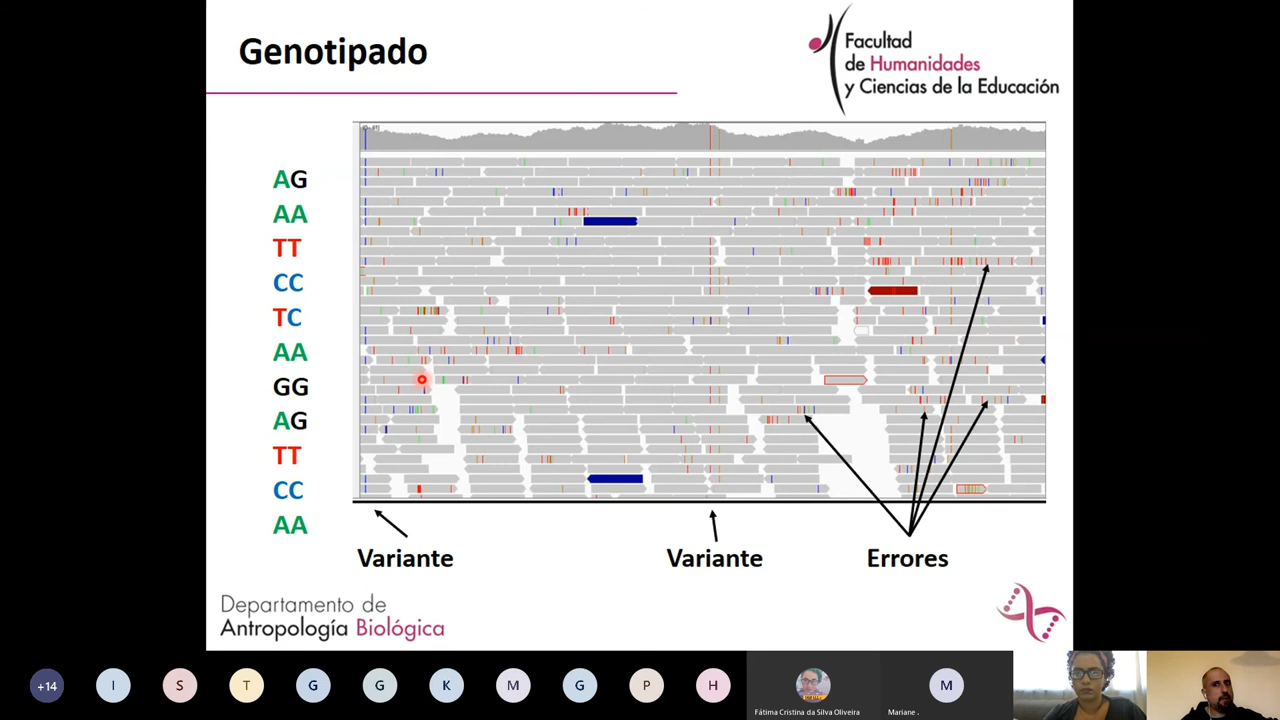 Genotipado
Facultad
de Humanidades
y Ciencias de la Educación
AG
AA
TT
CC
TC
AA
GG
AG
TT
CC
AA
Variante
Variante
Errores
Departamento de
Antropología Biológica
+14
I
S
T
G
G
K
M
G
P
H
Fátima Cristina da Silva Oliveira
M
Mariane .